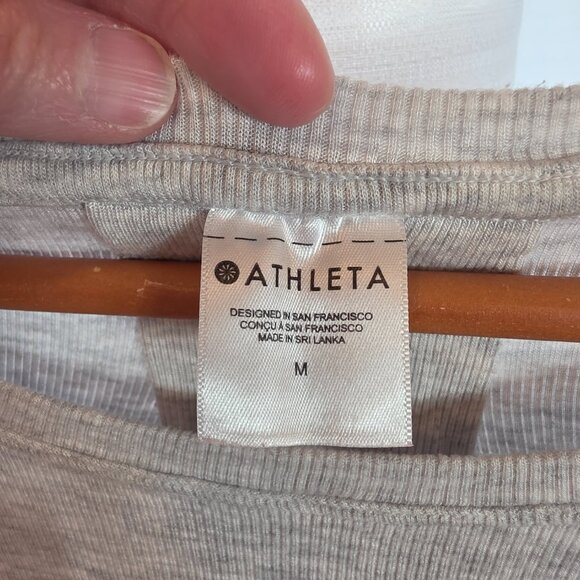 ATHLETA
DESIGNED IN SAN FRANCISCO
CONÇU À SAN FRANCISCO
MADE IN SRI LANKA
M